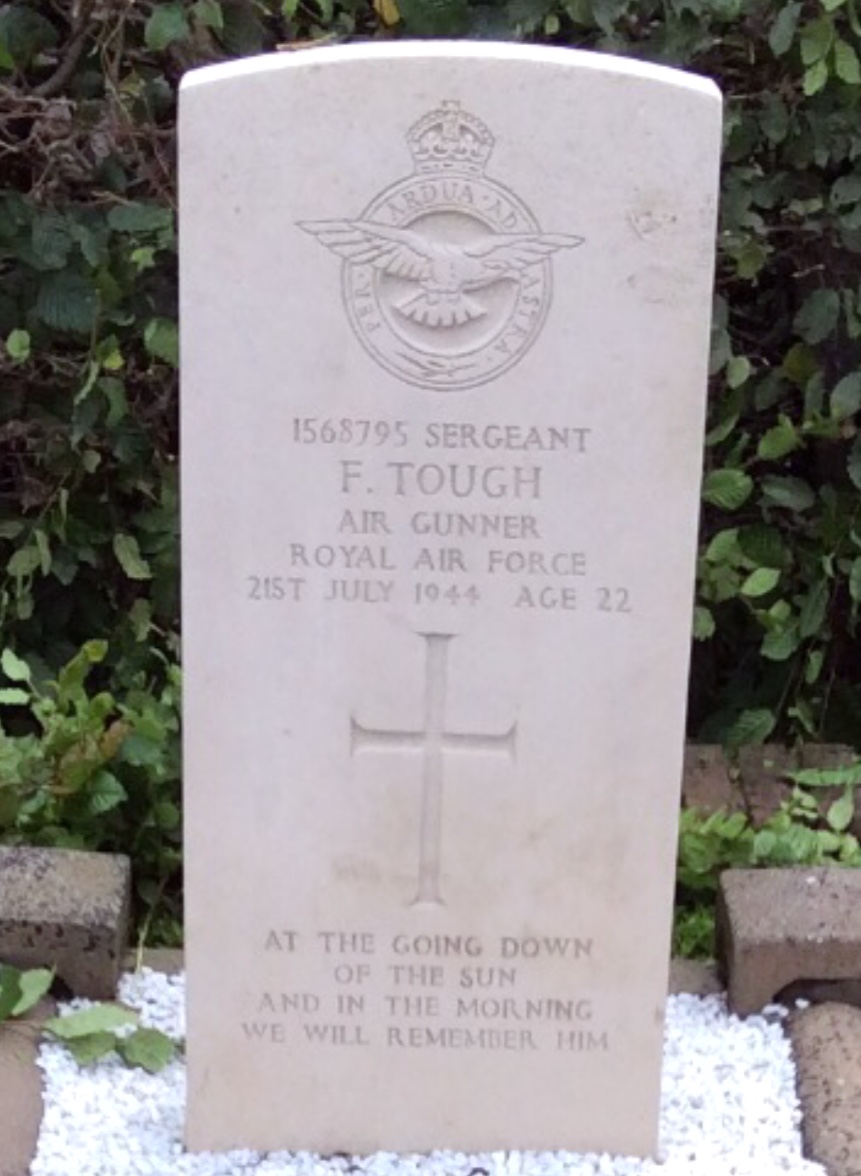 PER · ARDUA · AD · ASTRA
1568795 SERGEANT
F. TOUGH
AIR GUNNER
ROYAL AIR FORCE
21ST JULY 1944 AGE 22
AT THE GOING DOWN
OF THE SUN
AND IN THE MORNING
WE WILL REMEMBER HIM